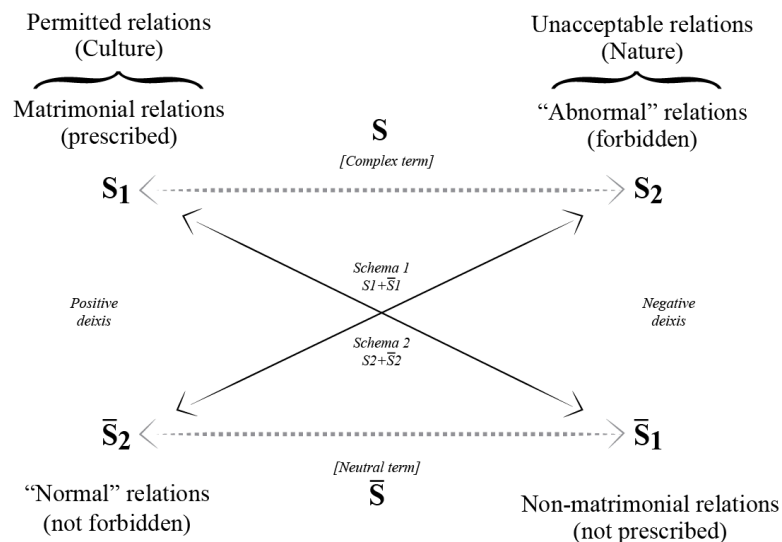 Permitted relations
(Culture)
Unacceptable relations
(Nature)
Matrimonial relations
(prescribed)
S
[Complex term]
“Abnormal” relations
(forbidden)
S1
S2
Schema 1
S1+S̅1
Positive
deixis
Negative
deixis
Schema 2
S2+S̅2
S̅2
S̅1
[Neutral term]
S̅
“Normal” relations
(not forbidden)
Non-matrimonial relations
(not prescribed)